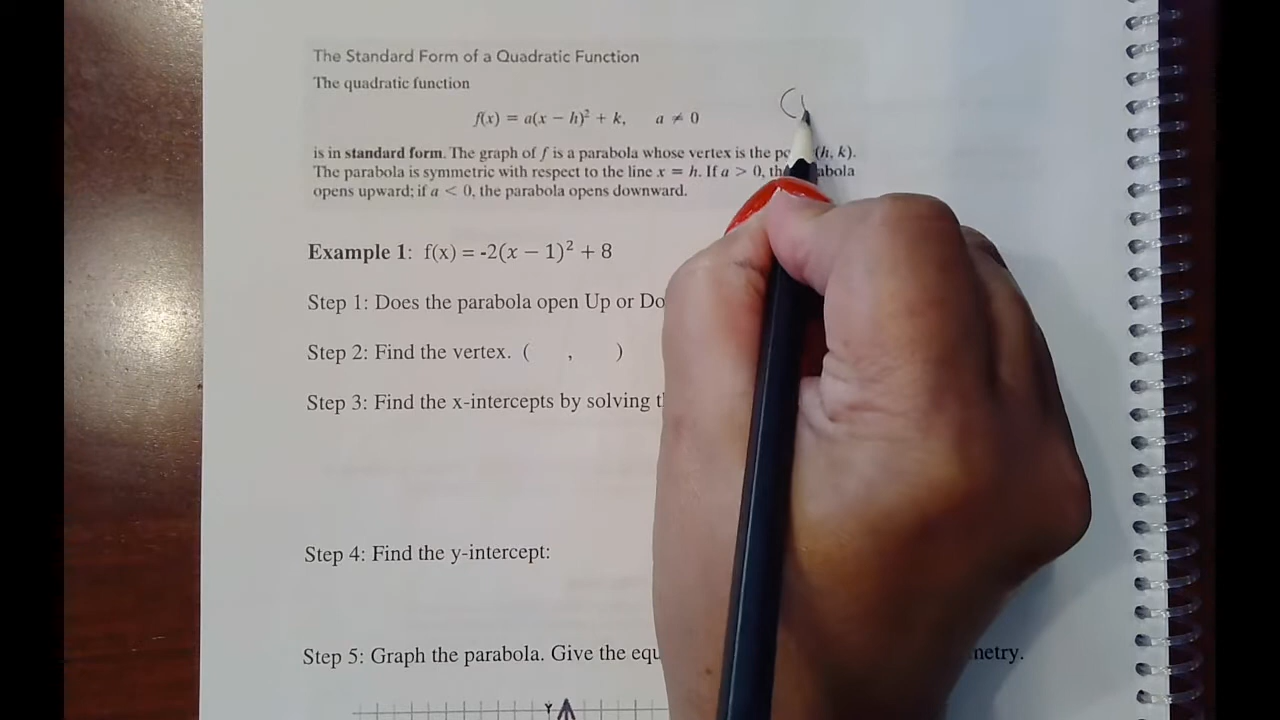 The Standard Form of a Quadratic Function
The quadratic function
f(x) = a(x − h)² + k, a ≠ 0
is in standard form. The graph of f is a parabola whose vertex is the (h, k).
The parabola is symmetric with respect to the line x = h. If a > 0,
opens upward; if a < 0, the parabola opens downward.
Example 1: f(x) = -2(x − 1)² + 8
Step 1: Does the parabola open Up or
Step 2: Find the vertex. ( , )
Step 3: Find the x-intercepts by solving
Step 4: Find the y-intercept:
Step 5: Graph the parabola. Give the
Y